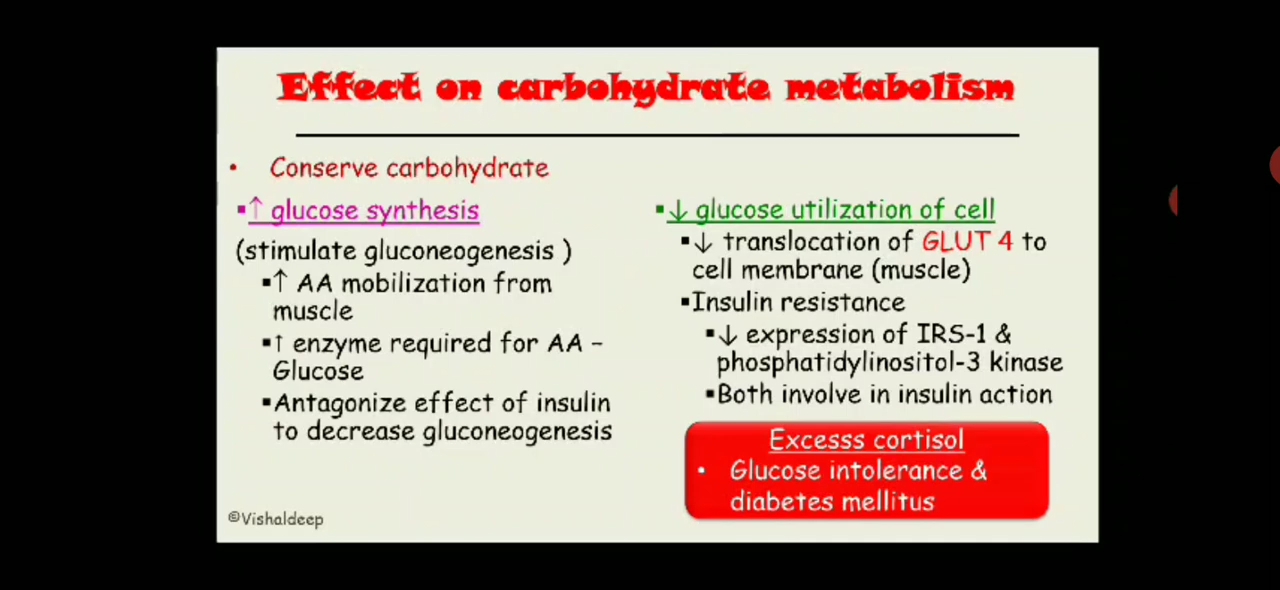 Effect on carbohydrate metabolism
• Conserve carbohydrate
▪↑ glucose synthesis
(stimulate gluconeogenesis )
▪↑ AA mobilization from
muscle
▪↑ enzyme required for AA –
Glucose
▪Antagonize effect of insulin
to decrease gluconeogenesis
▪↓ glucose utilization of cell
▪↓ translocation of GLUT 4 to
cell membrane (muscle)
▪Insulin resistance
▪↓ expression of IRS-1 &
phosphatidylinositol-3 kinase
▪Both involve in insulin action
Excesss cortisol
• Glucose intolerance &
diabetes mellitus
©Vishaldeep